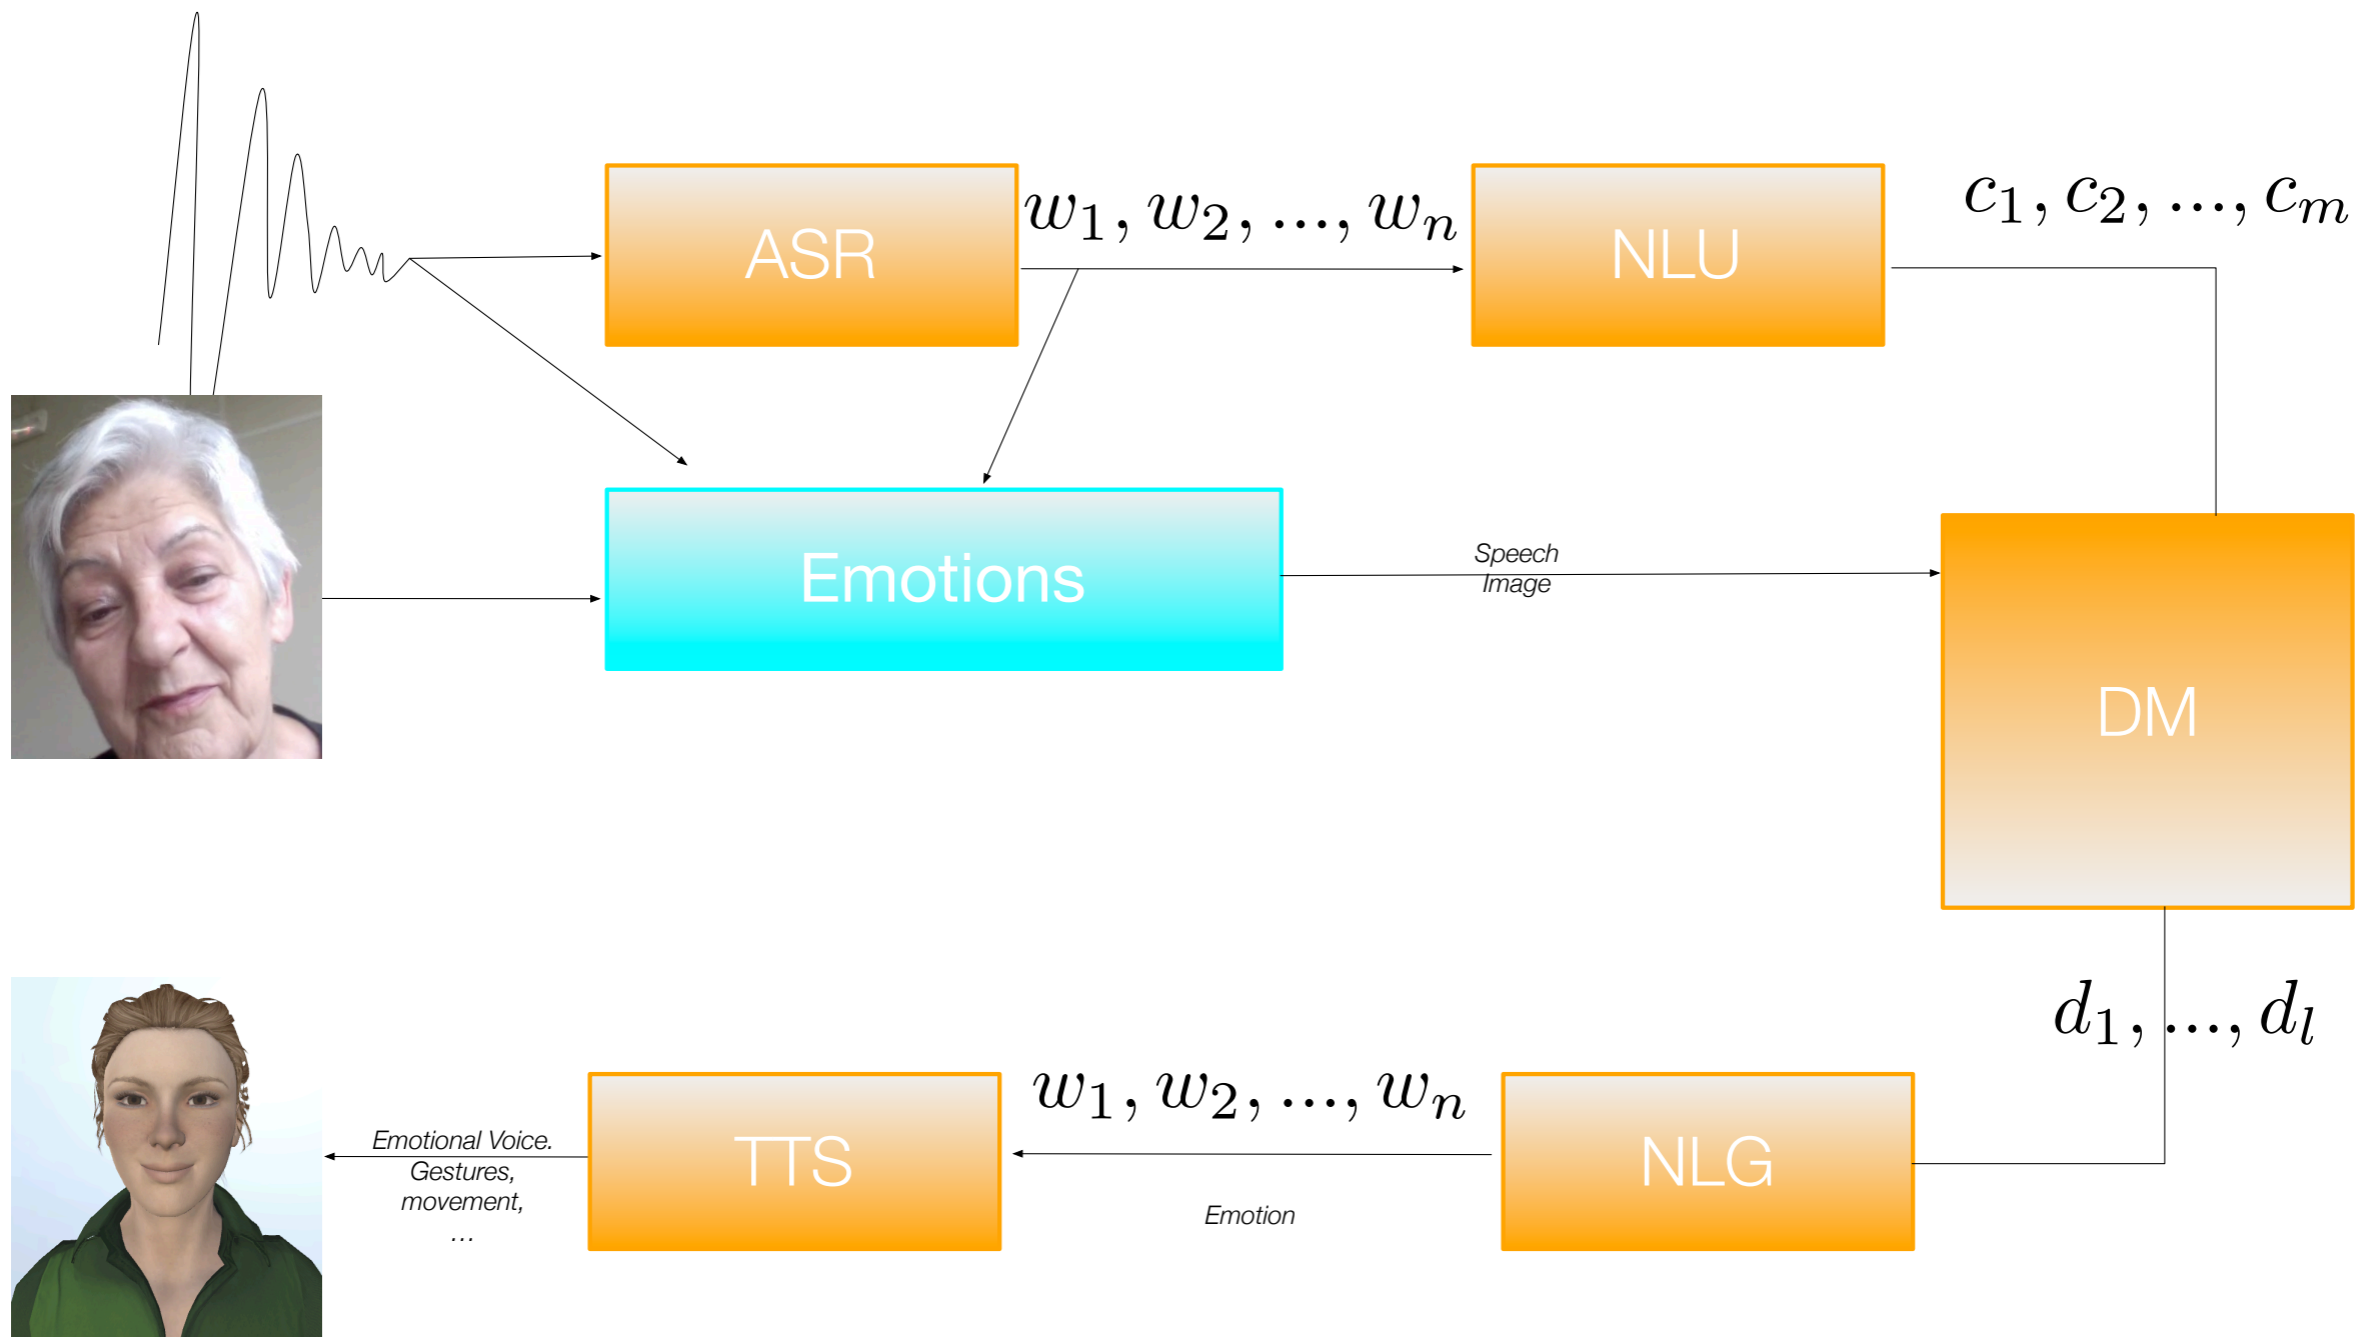 ASR
w₁, w₂, ..., wₙ
NLU
c₁, c₂, ..., cₘ
Emotions
Speech
Image
DM
d₁, ..., dₗ
Emotional Voice.
Gestures,
movement,
...
TTS
w₁, w₂, ..., wₙ
Emotion
NLG